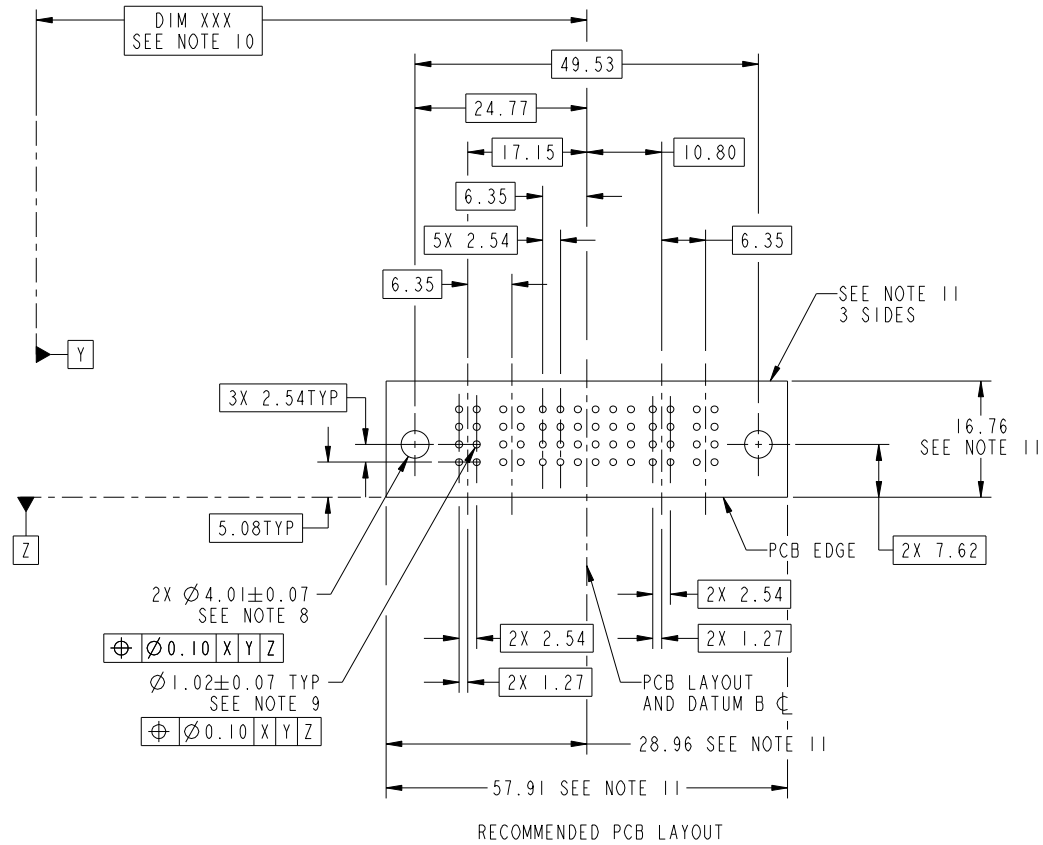 DIM XXX
SEE NOTE 10
49.53
24.77
17.15
10.80
6.35
5X 2.54
6.35
6.35
SEE NOTE 11
3 SIDES
Y
3X 2.54TYP
16.76
SEE NOTE 11
5.08TYP
Z
PCB EDGE
2X 7.62
2X Ø4.01±0.07
SEE NOTE 8
⌖ Ø0.10 X Y Z
2X 2.54
2X 2.54
2X 1.27
Ø1.02±0.07 TYP
SEE NOTE 9
⌖ Ø0.10 X Y Z
2X 1.27
PCB LAYOUT
AND DATUM B ℄
28.96 SEE NOTE 11
57.91 SEE NOTE 11
RECOMMENDED PCB LAYOUT